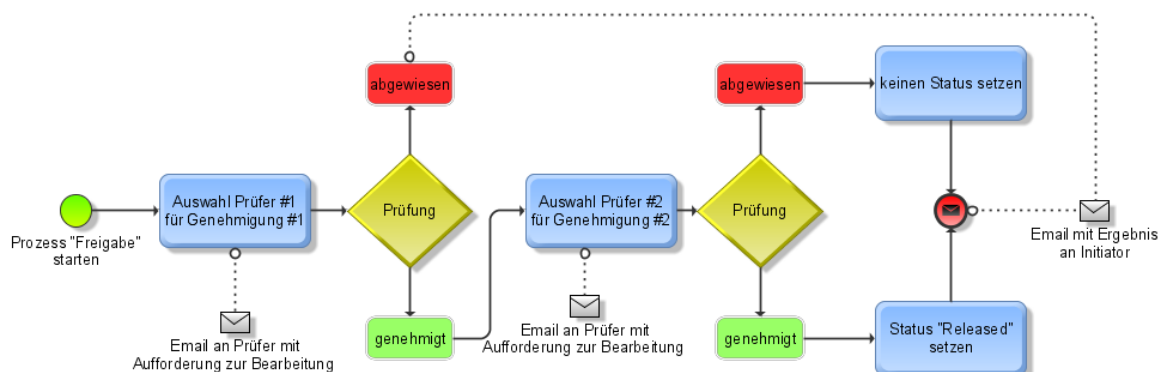 Prozess "Freigabe"
starten
Auswahl Prüfer #1
für Genehmigung #1
Email an Prüfer mit
Aufforderung zur Bearbeitung
abgewiesen
Prüfung
genehmigt
Auswahl Prüfer #2
für Genehmigung #2
Email an Prüfer mit
Aufforderung zur Bearbeitung
abgewiesen
Prüfung
genehmigt
keinen Status setzen
Status "Released"
setzen
Email mit Ergebnis
an Initiator